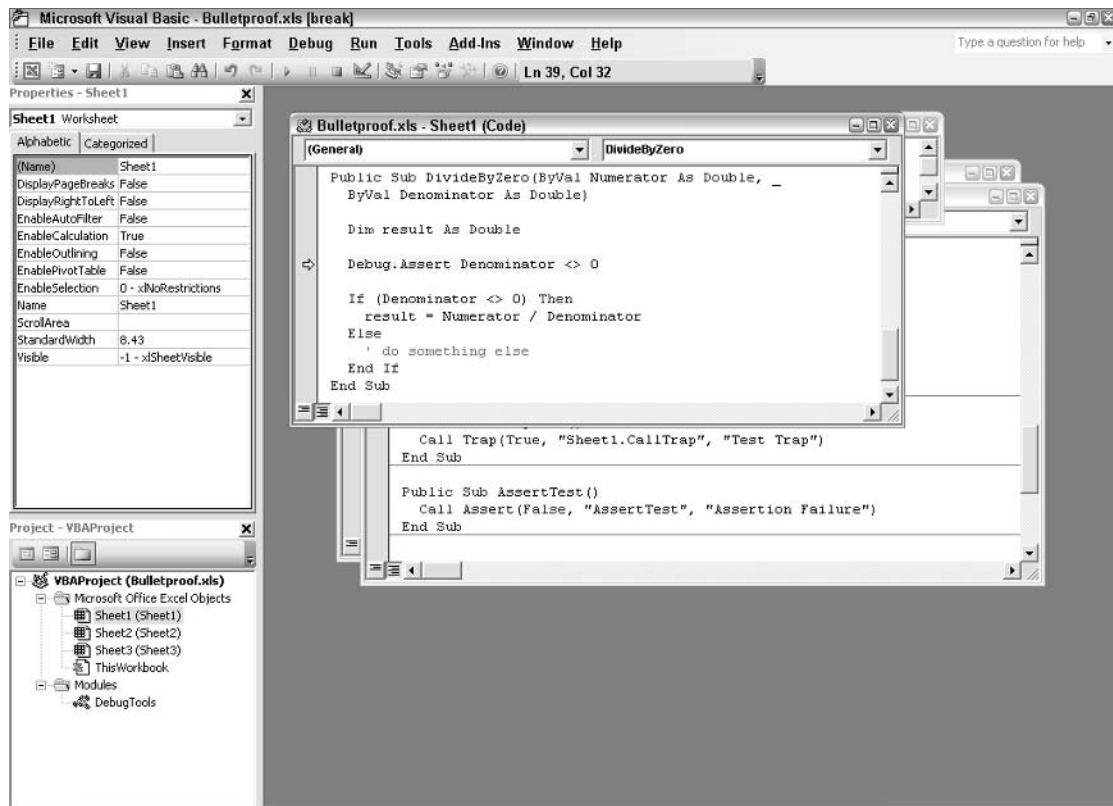 Microsoft Visual Basic - Bulletproof.xls [break]
File Edit View Insert Format Debug Run Tools Add-Ins Window Help
Type a question for help
Ln 39, Col 32
Properties - Sheet1
Sheet1 Worksheet
Alphabetic Categorized
(Name) Sheet1
DisplayPageBreaks False
DisplayRightToLeft False
EnableAutoFilter False
EnableCalculation True
EnableOutlining False
EnablePivotTable False
EnableSelection 0 - xlNoRestrictions
Name Sheet1
ScrollArea
StandardWidth 8.43
Visible -1 - xlSheetVisible
Project - VBAProject
VBAProject (Bulletproof.xls)
Microsoft Office Excel Objects
Sheet1 (Sheet1)
Sheet2 (Sheet2)
Sheet3 (Sheet3)
ThisWorkbook
Modules
DebugTools
Bulletproof.xls - Sheet1 (Code)
(General) DivideByZero
Public Sub DivideByZero(ByVal Numerator As Double, _
ByVal Denominator As Double)
Dim result As Double
Debug.Assert Denominator <> 0
If (Denominator <> 0) Then
result = Numerator / Denominator
Else
' do something else
End If
End Sub
Call Trap(True, "Sheet1.CallTrap", "Test Trap")
End Sub
Public Sub AssertTest()
Call Assert(False, "AssertTest", "Assertion Failure")
End Sub